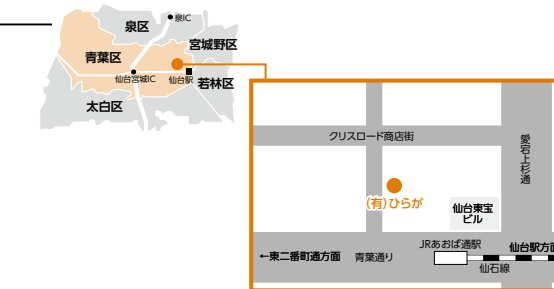 泉区
泉IC
宮城野区
青葉区
仙台宮城IC
仙台駅
若林区
太白区
クリスロード商店街
愛宕上杉通
(有)ひらが
仙台東宝
ビル
JRあおば通駅
仙台駅方面
←東二番町通方面
青葉通り
仙石線